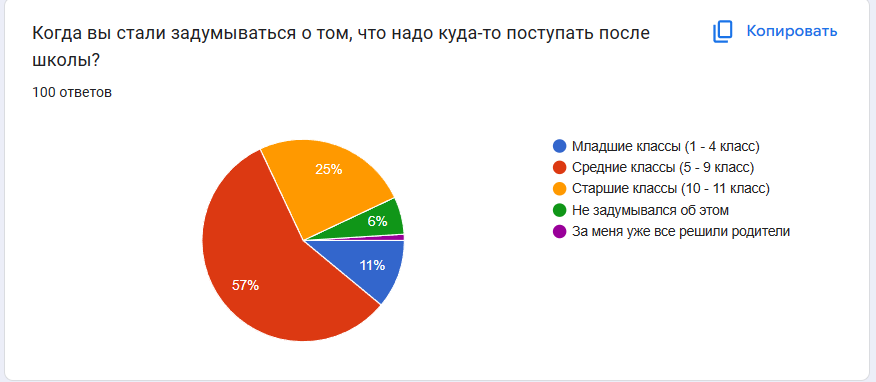 Когда вы стали задумываться о том, что надо куда-то поступать после
школы?
Копировать
100 ответов
25%
6%
11%
57%
Младшие классы (1 - 4 класс)
Средние классы (5 - 9 класс)
Старшие классы (10 - 11 класс)
Не задумывался об этом
За меня уже все решили родители